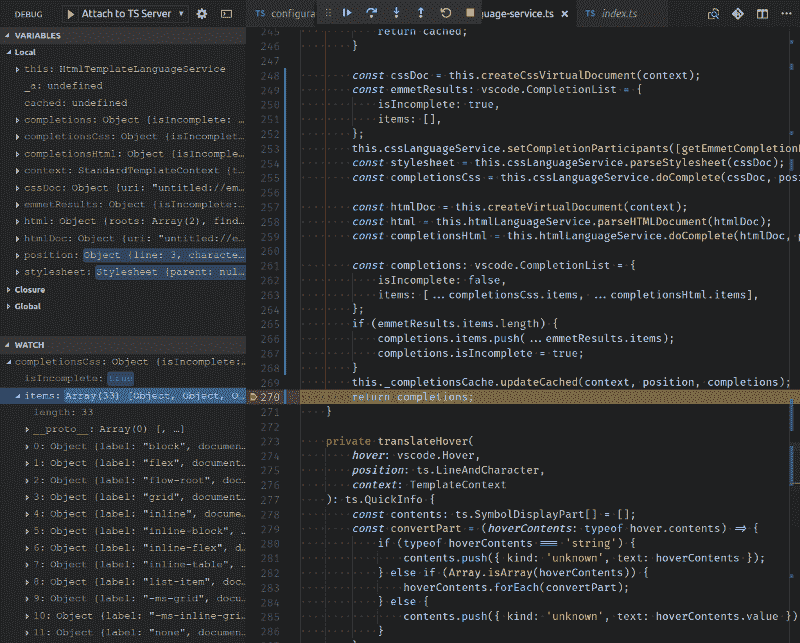 DEBUG
Attach to TS Server
TS configura
guage-service.ts
TS index.ts
VARIABLES
Local
this: HtmlTemplateLanguageService
_a: undefined
cached: undefined
completions: Object {isIncomplete: …
completionsCss: Object {isIncomplet…
completionsHtml: Object {isIncomple…
context: StandardTemplateContext {t…
cssDoc: Object {uri: "untitled://em…
emmetResults: Object {isIncomplete:…
html: Object {roots: Array(2), find…
htmlDoc: Object {uri: "untitled://e…
position: Object {line: 3, characte…
stylesheet: Stylesheet {parent: nul…
Closure
Global
WATCH
completionsCss: Object {isIncomplete:…
isIncomplete: true
items: Array(33) [Object, Object, O…
length: 33
__proto__: Array(0) [, …]
0: Object {label: "block", documen…
1: Object {label: "flex", document…
2: Object {label: "flow-root", doc…
3: Object {label: "grid", document…
4: Object {label: "inline", docume…
5: Object {label: "inline-block", …
6: Object {label: "inline-flex", d…
7: Object {label: "inline-table", …
8: Object {label: "list-item", doc…
9: Object {label: "-ms-grid", docu…
10: Object {label: "-ms-inline-gri…
11: Object {label: "none", documen…
245 return cached;
246 }
247
248 const cssDoc = this.createCssVirtualDocument(context);
249 const emmetResults: vscode.CompletionList = {
250 isIncomplete: true,
251 items: [],
252 };
253 this.cssLanguageService.setCompletionParticipants([getEmmetCompletionP
254 const stylesheet = this.cssLanguageService.parseStylesheet(cssDoc);
255 const completionsCss = this.cssLanguageService.doComplete(cssDoc, posi
256
257 const htmlDoc = this.createVirtualDocument(context);
258 const html = this.htmlLanguageService.parseHTMLDocument(htmlDoc);
259 const completionsHtml = this.htmlLanguageService.doComplete(htmlDoc, p
260
261 const completions: vscode.CompletionList = {
262 isIncomplete: false,
263 items: [...completionsCss.items, ...completionsHtml.items],
264 };
265 if (emmetResults.items.length) {
266 completions.items.push(...emmetResults.items);
267 completions.isIncomplete = true;
268 }
269 this._completionsCache.updateCached(context, position, completions);
270 return completions;
271 }
272
273 private translateHover(
274 hover: vscode.Hover,
275 position: ts.LineAndCharacter,
276 context: TemplateContext
277 ): ts.QuickInfo {
278 const contents: ts.SymbolDisplayPart[] = [];
279 const convertPart = (hoverContents: typeof hover.contents) => {
280 if (typeof hoverContents === 'string') {
281 contents.push({ kind: 'unknown', text: hoverContents });
282 } else if (Array.isArray(hoverContents)) {
283 hoverContents.forEach(convertPart);
284 } else {
285 contents.push({ kind: 'unknown', text: hoverContents.value })
286 }